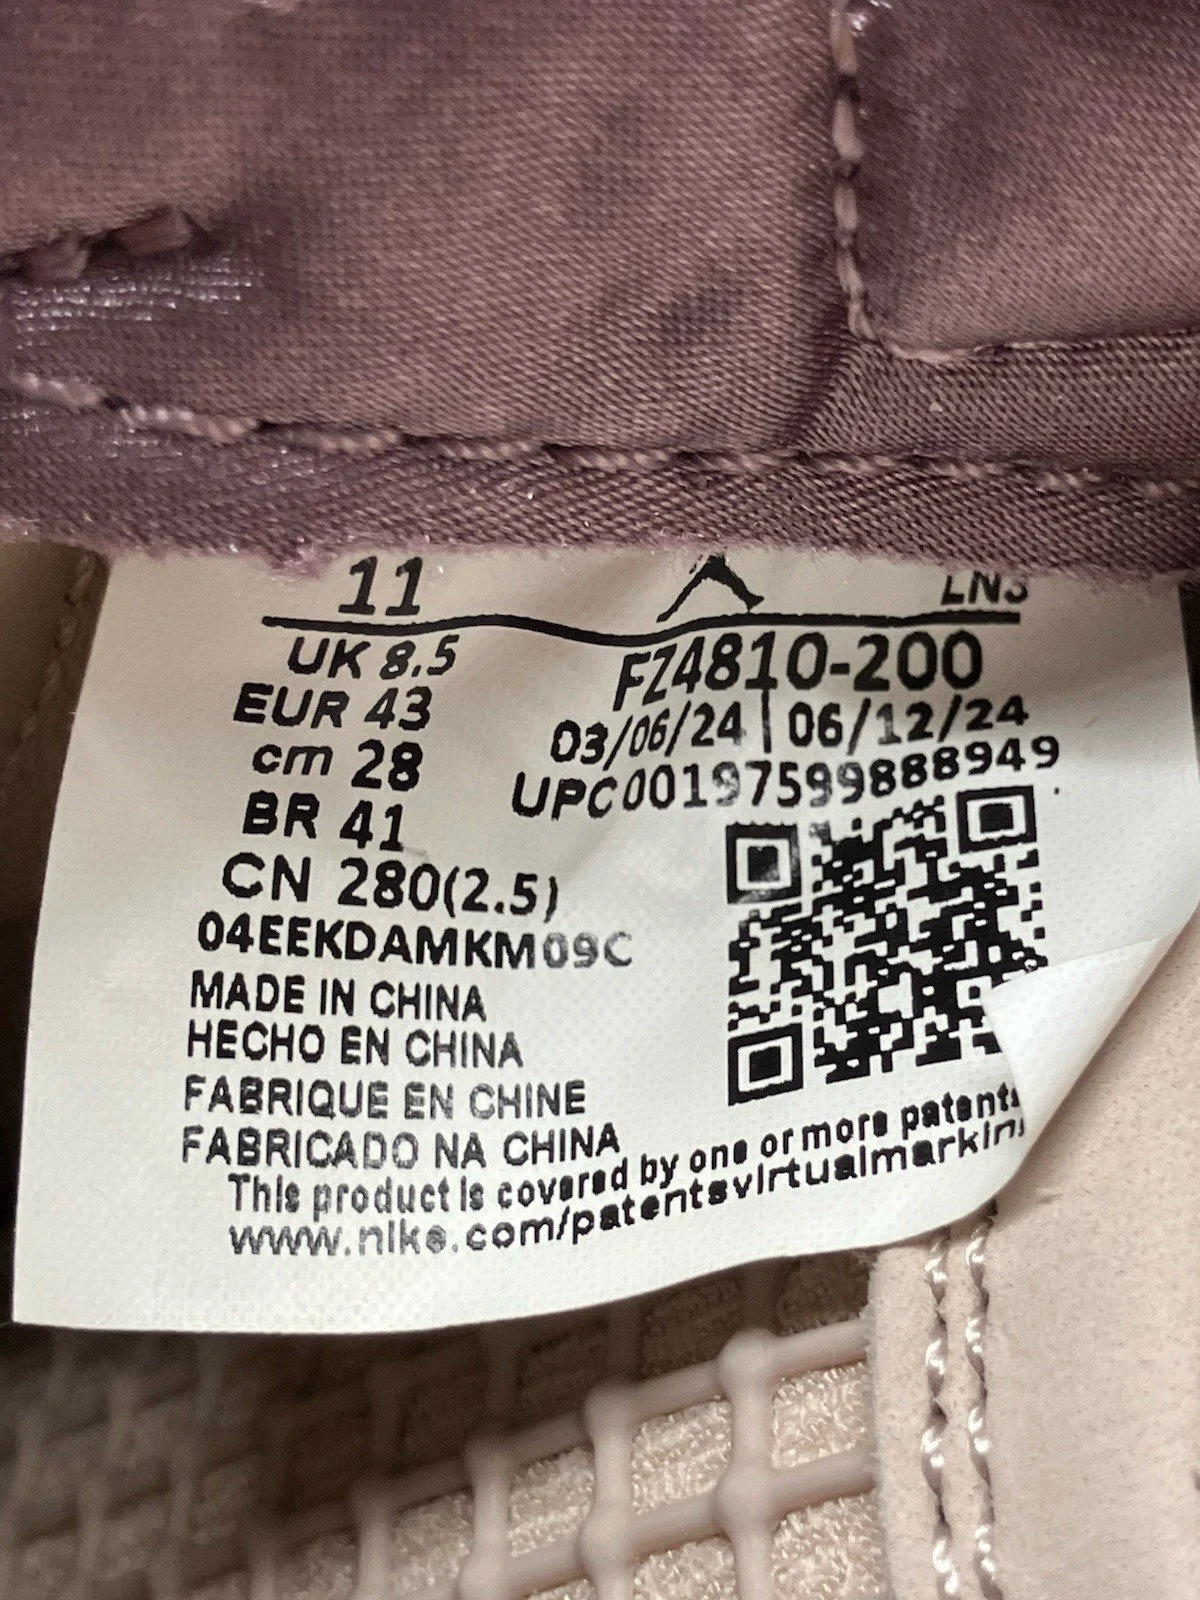 11 LN3
UK 8.5 FZ4810-200
EUR 43 03/06/24 | 06/12/24
cm 28 UPC00197599888949
BR 41
CN 280(2.5)
04EEKDAMKM09C
MADE IN CHINA
HECHO EN CHINA
FABRIQUE EN CHINE
FABRICADO NA CHINA
This product is covered by one or more patents
www.nike.com/patentsvirtualmarkin